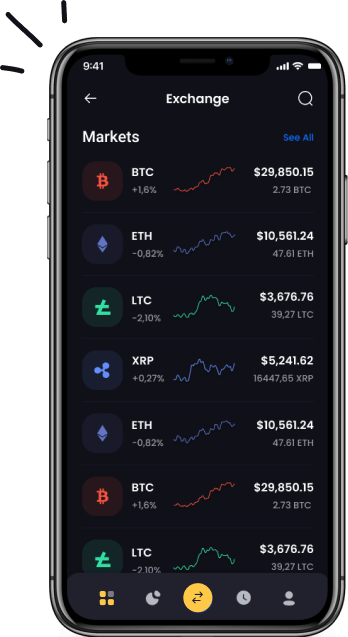 9:41
Exchange
Markets See All
BTC $29,850.15
+1,6% 2.73 BTC
ETH $10,561.24
-0,82% 47.61 ETH
LTC $3,676.76
-2,10% 39,27 LTC
XRP $5,241.62
+0,27% 16447,65 XRP
ETH $10,561.24
-0,82% 47.61 ETH
BTC $29,850.15
+1,6% 2.73 BTC
LTC $3,676.76
-2,10% 39,27 LTC